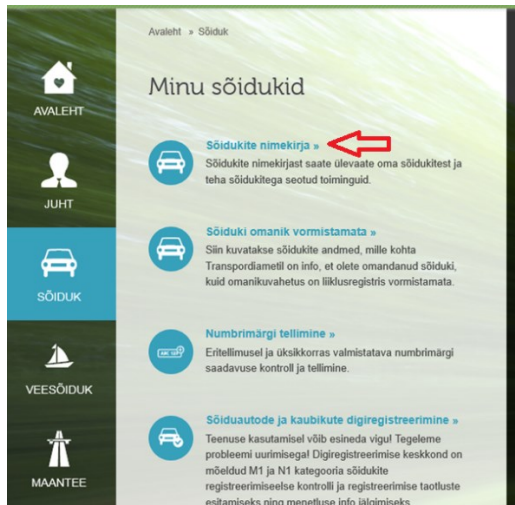 Avaleht » Sõiduk
Minu sõidukid
AVALEHT
JUHT
SÕIDUK
VEESÕIDUK
MAANTEE
Sõidukite nimekirja »
Sõidukite nimekirjast saate ülevaate oma sõidukitest ja
teha sõidukitega seotud toiminguid.
Sõiduki omanik vormistamata »
Siin kuvatakse sõidukite andmed, mille kohta
Transpordiametil on info, et olete omandanud sõiduki,
kuid omanikuvahetus on liiklusregistris vormistamata.
Numbrimärgi tellimine »
Eritellimusel ja üksikkorras valmistatava numbrimärgi
saadavuse kontroll ja tellimine.
Sõiduautode ja kaubikute digiregistreerimine »
Teenuse kasutamisel võib esineda vigu! Tegeleme
probleemi uurimisega! Digiregistreerimise keskkond on
mõeldud M1 ja N1 kategooria sõidukite
registreerimiseelse kontrolli ja registreerimise taotluste
esitamiseks ning menetluse info jälgimiseks